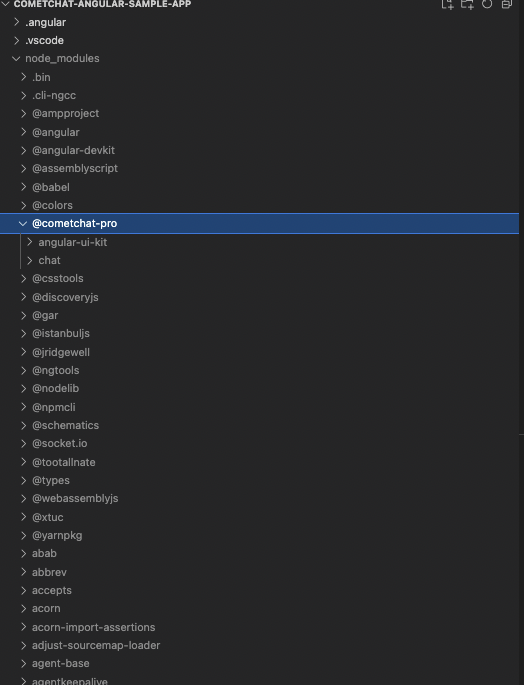 COMETCHAT-ANGULAR-SAMPLE-APP
.angular
.vscode
node_modules
.bin
.cli-ngcc
@ampproject
@angular
@angular-devkit
@assemblyscript
@babel
@colors
@cometchat-pro
angular-ui-kit
chat
@csstools
@discoveryjs
@gar
@istanbuljs
@jridgewell
@ngtools
@nodelib
@npmcli
@schematics
@socket.io
@tootallnate
@types
@webassemblyjs
@xtuc
@yarnpkg
abab
abbrev
accepts
acorn
acorn-import-assertions
adjust-sourcemap-loader
agent-base
agentkeepalive